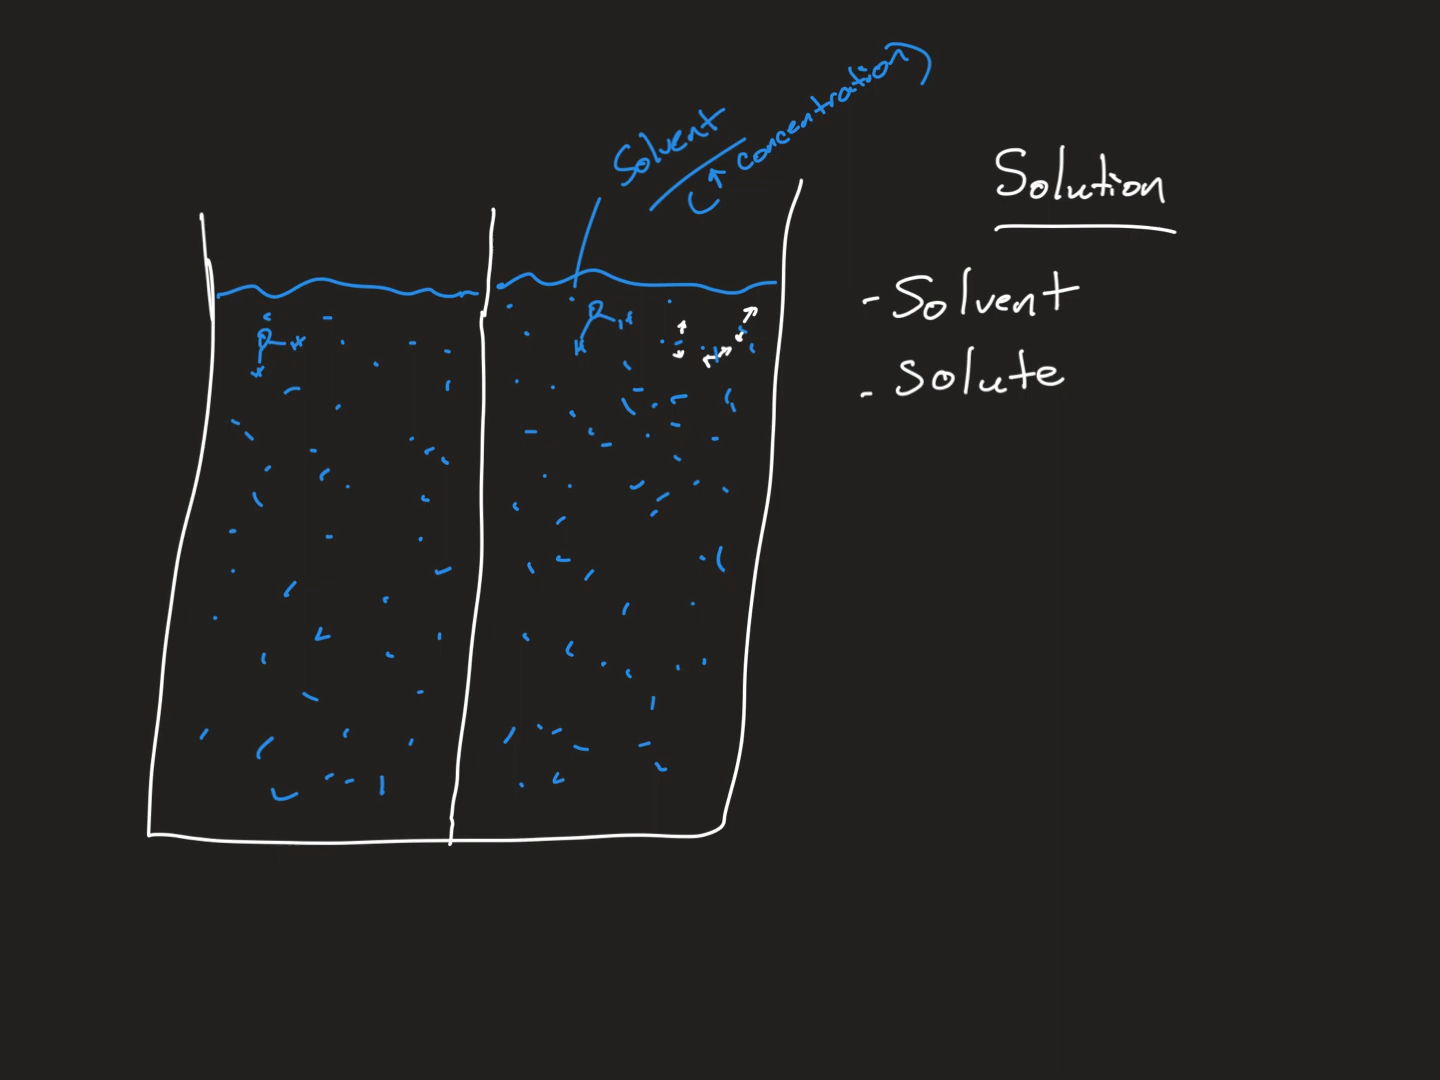 Solvent
concentration
Solution
- Solvent
- Solute